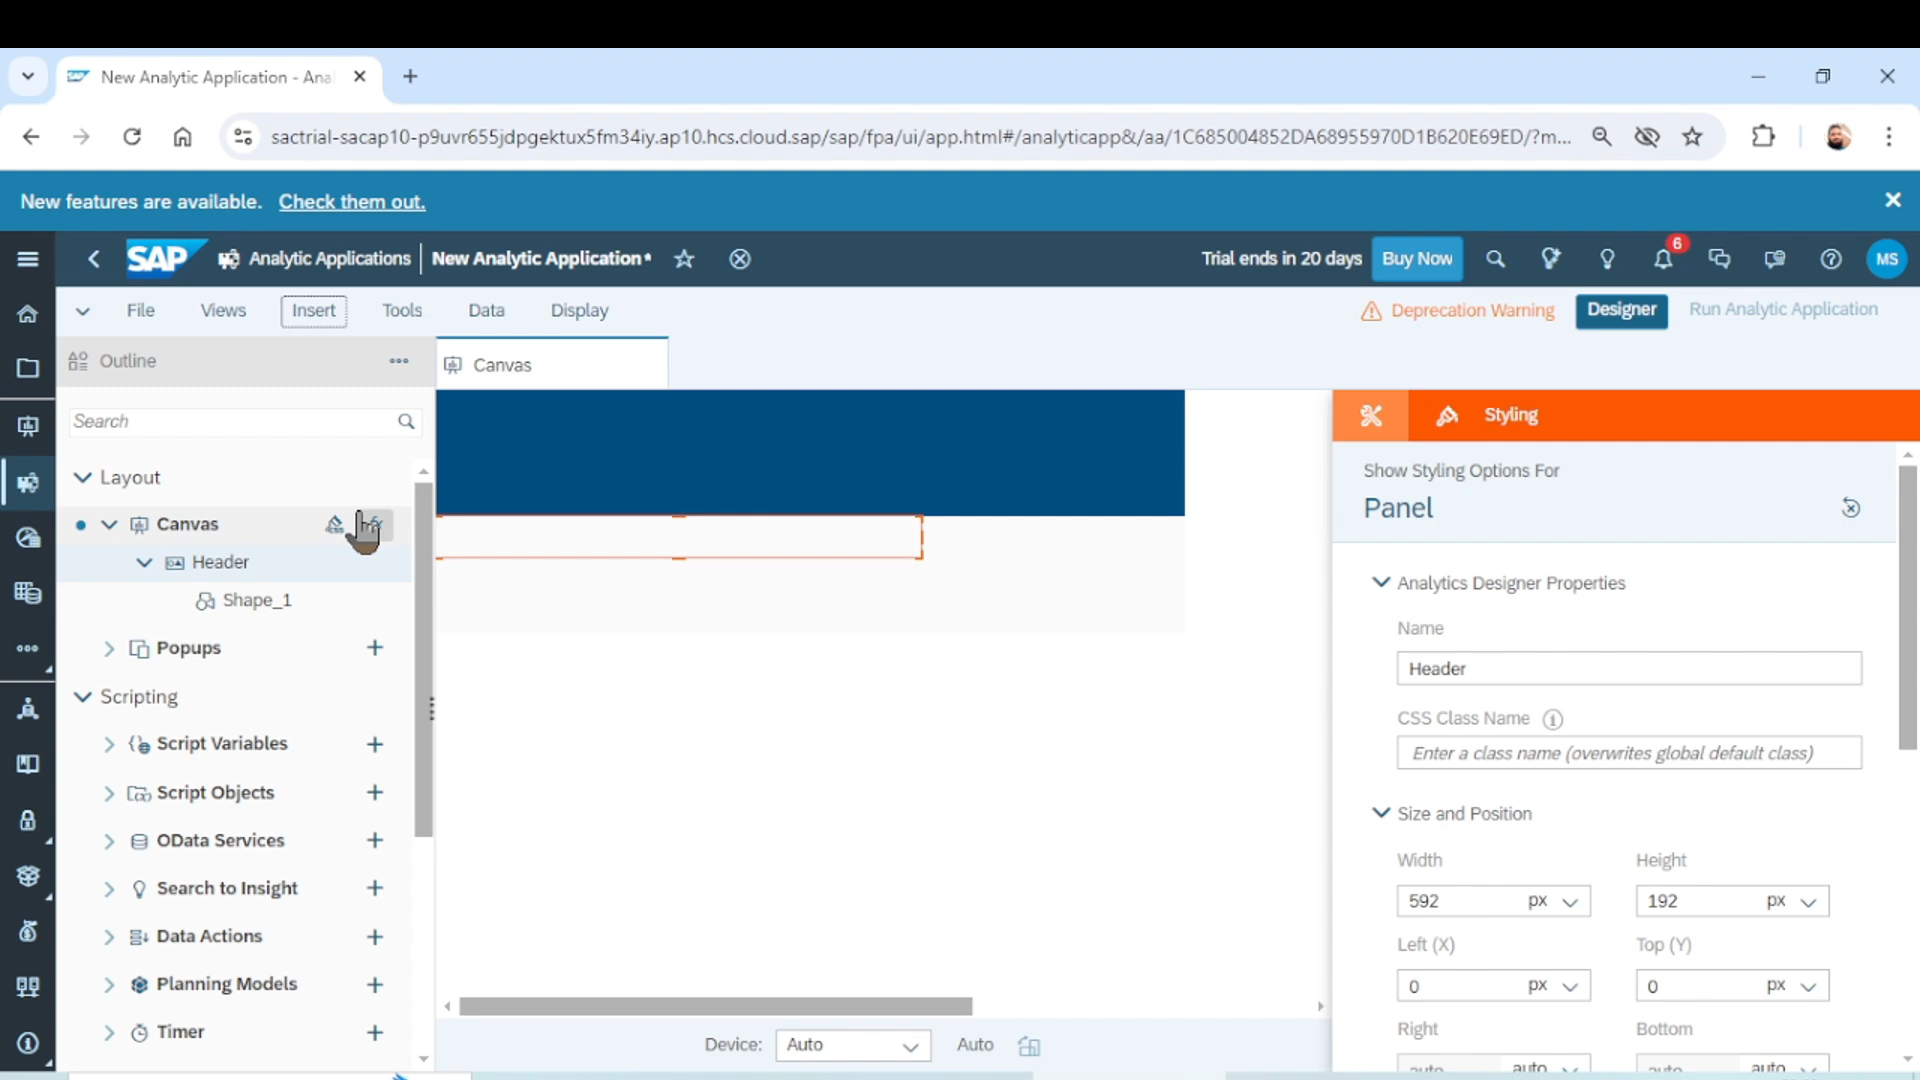 New Analytic Application - Ana
sactrial-sacap10-p9uvr655jdpgektux5fm34iy.ap10.hcs.cloud.sap/sap/fpa/ui/app.html#/analyticapp&/aa/1C685004852DA68955970D1B620E69ED/?m...
New features are available. Check them out.
SAP Analytic Applications New Analytic Application* Trial ends in 20 days Buy Now 6 MS
File Views Insert Tools Data Display Deprecation Warning Designer Run Analytic Application
Outline
Canvas
Search
Styling
Layout
Show Styling Options For
Panel
Canvas
Header
Shape_1
Popups
Scripting
Script Variables
Script Objects
OData Services
Search to Insight
Data Actions
Planning Models
Timer
Analytics Designer Properties
Name
Header
CSS Class Name
Enter a class name (overwrites global default class)
Size and Position
Width Height
592 px 192 px
Left (X) Top (Y)
0 px 0 px
Right Bottom
auto auto auto auto
Device: Auto Auto